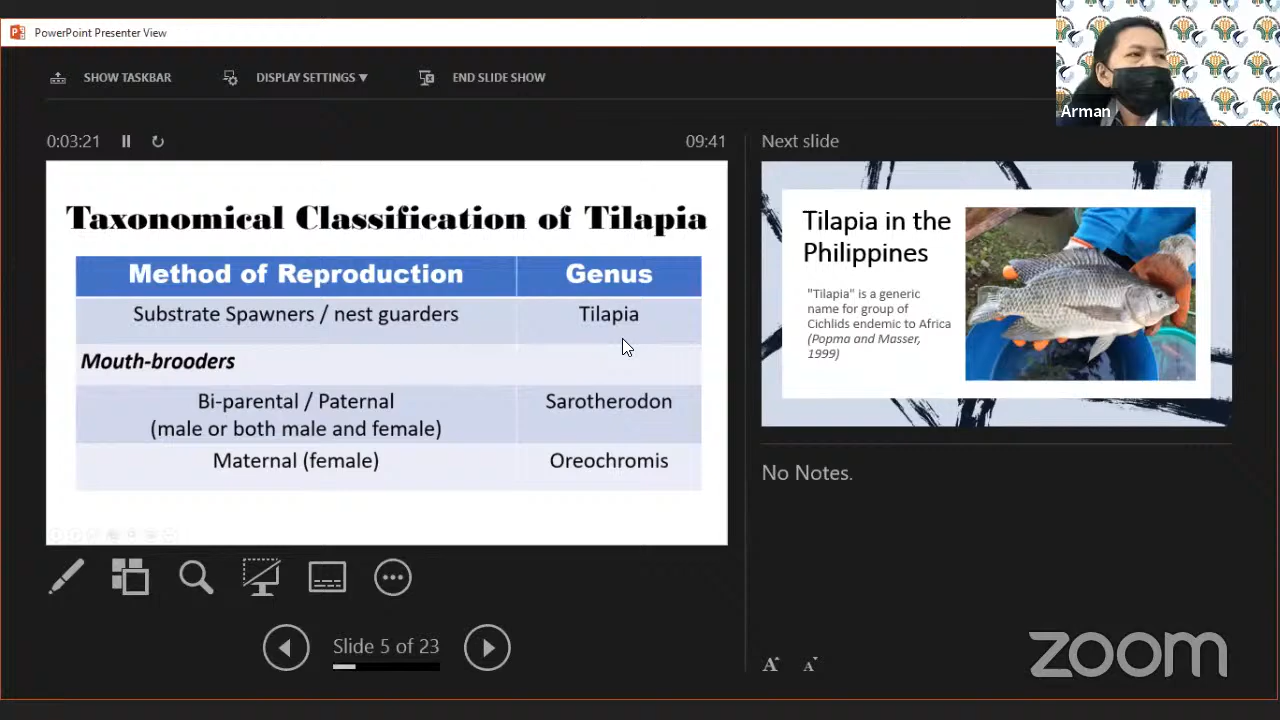 PowerPoint Presenter View
SHOW TASKBAR DISPLAY SETTINGS ▼ END SLIDE SHOW
Arman
0:03:21 09:41
Taxonomical Classification of Tilapia
Method of Reproduction Genus
Substrate Spawners / nest guarders Tilapia
Mouth-brooders
Bi-parental / Paternal Sarotherodon
(male or both male and female)
Maternal (female) Oreochromis
Next slide
Tilapia in the
Philippines
"Tilapia" is a generic
name for group of
Cichlids endemic to Africa
(Popma and Masser,
1999)
No Notes.
Slide 5 of 23
A A
zoom